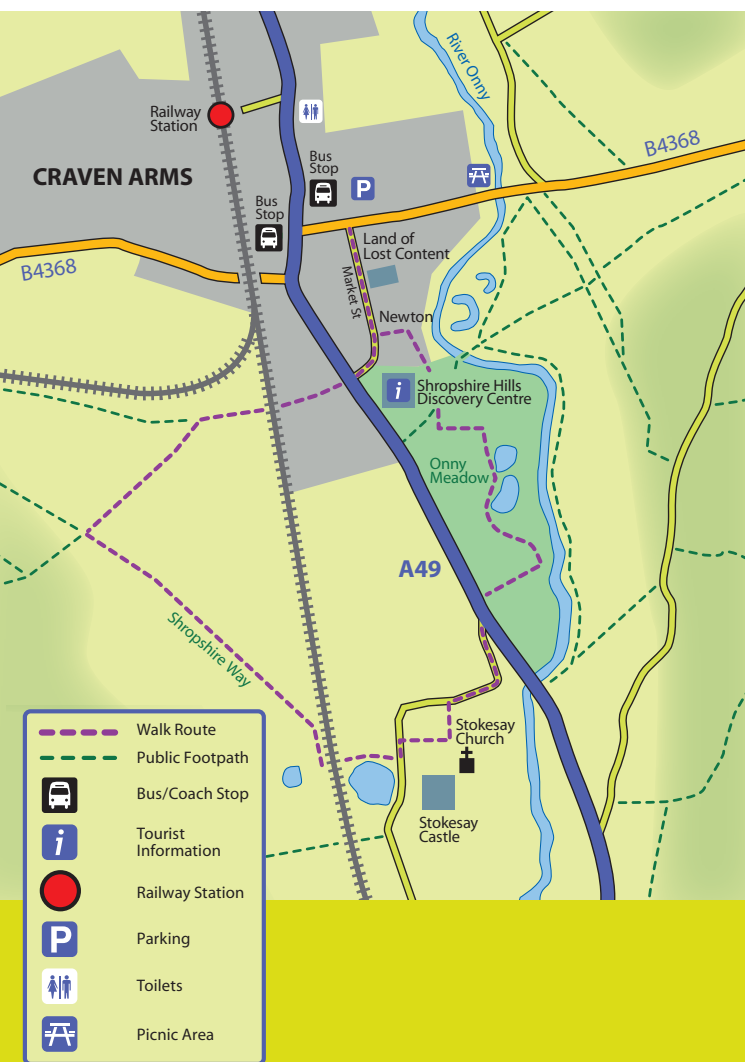 River Onny
Railway
Station
B4368
Bus
Stop
CRAVEN ARMS
P
Bus
Stop
Land of
Lost Content
B4368
Market St
Newton
i
Shropshire Hills
Discovery Centre
Onny
Meadow
A49
Shropshire Way
Stokesay
Church
Stokesay
Castle
Walk Route
Public Footpath
Bus/Coach Stop
i
Tourist
Information
Railway Station
P
Parking
Toilets
Picnic Area